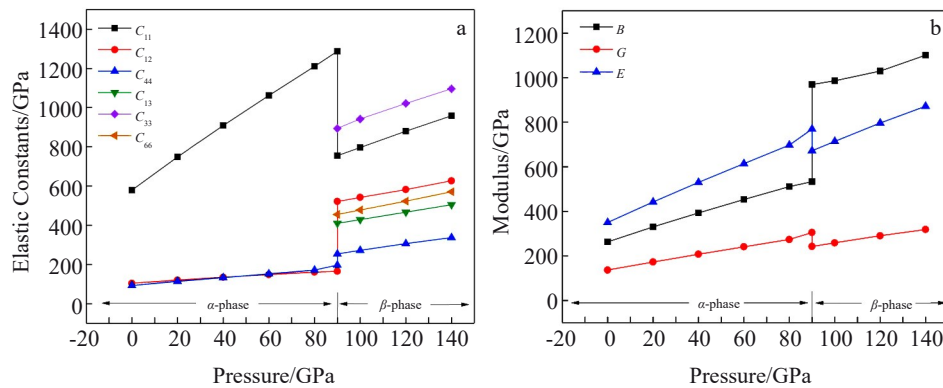 a
C11
C12
C44
C13
C33
C66
1400
1200
1000
800
600
400
200
0
Elastic Constants/GPa
α-phase
β-phase
-20 0 20 40 60 80 100 120 140
Pressure/GPa
b
B
G
E
1200
1000
800
600
400
200
0
Modulus/GPa
α-phase
β-phase
-20 0 20 40 60 80 100 120 140
Pressure/GPa